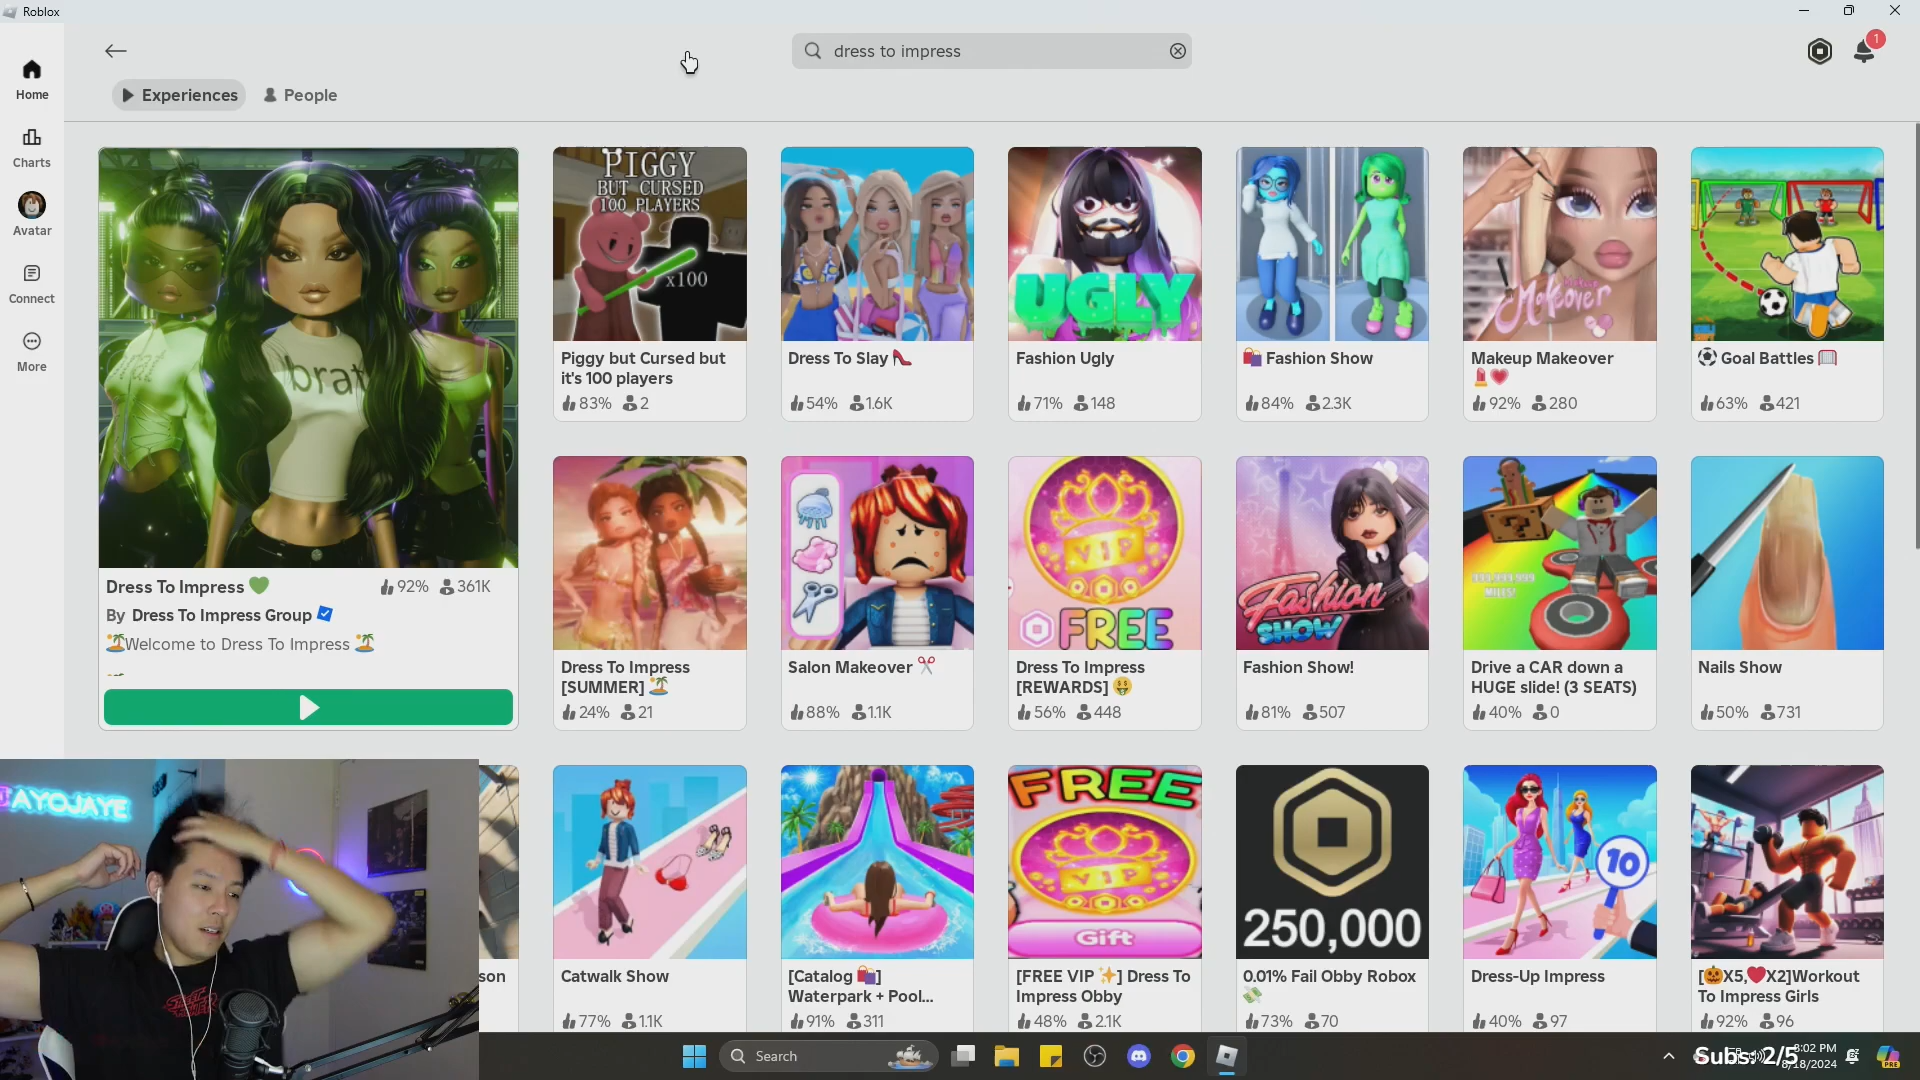 Roblox
dress to impress
1
Home
Charts
Avatar
Connect
More
Experiences
People
brat
Dress To Impress
92% 361K
By Dress To Impress Group
Welcome to Dress To Impress
PIGGY
BUT CURSED
100 PLAYERS
x100
Piggy but Cursed but
it's 100 players
83% 2
Dress To Slay
54% 1.6K
UGLY
Fashion Ugly
71% 148
Fashion Show
84% 2.3K
Makeover
Makeup Makeover
92% 280
Goal Battles
63% 421
Dress To Impress
[SUMMER]
24% 21
Salon Makeover
88% 1.1K
VIP
FREE
Dress To Impress
[REWARDS]
56% 448
Fashion
SHOW
Fashion Show!
81% 507
Drive a CAR down a
HUGE slide! (3 SEATS)
40% 0
Nails Show
50% 731
son
Catwalk Show
77% 1.1K
[Catalog ]
Waterpark + Pool...
91% 311
FREE
VIP
Gift
[FREE VIP ] Dress To
Impress Obby
48% 2.1K
250,000
0.01% Fail Obby Robox
73% 70
10
Dress-Up Impress
40% 97
[ X5, X2]Workout
To Impress Girls
92% 96
AYOJAYE
Search
Subs: 2/5
3:02 PM
8/18/2024
PRE